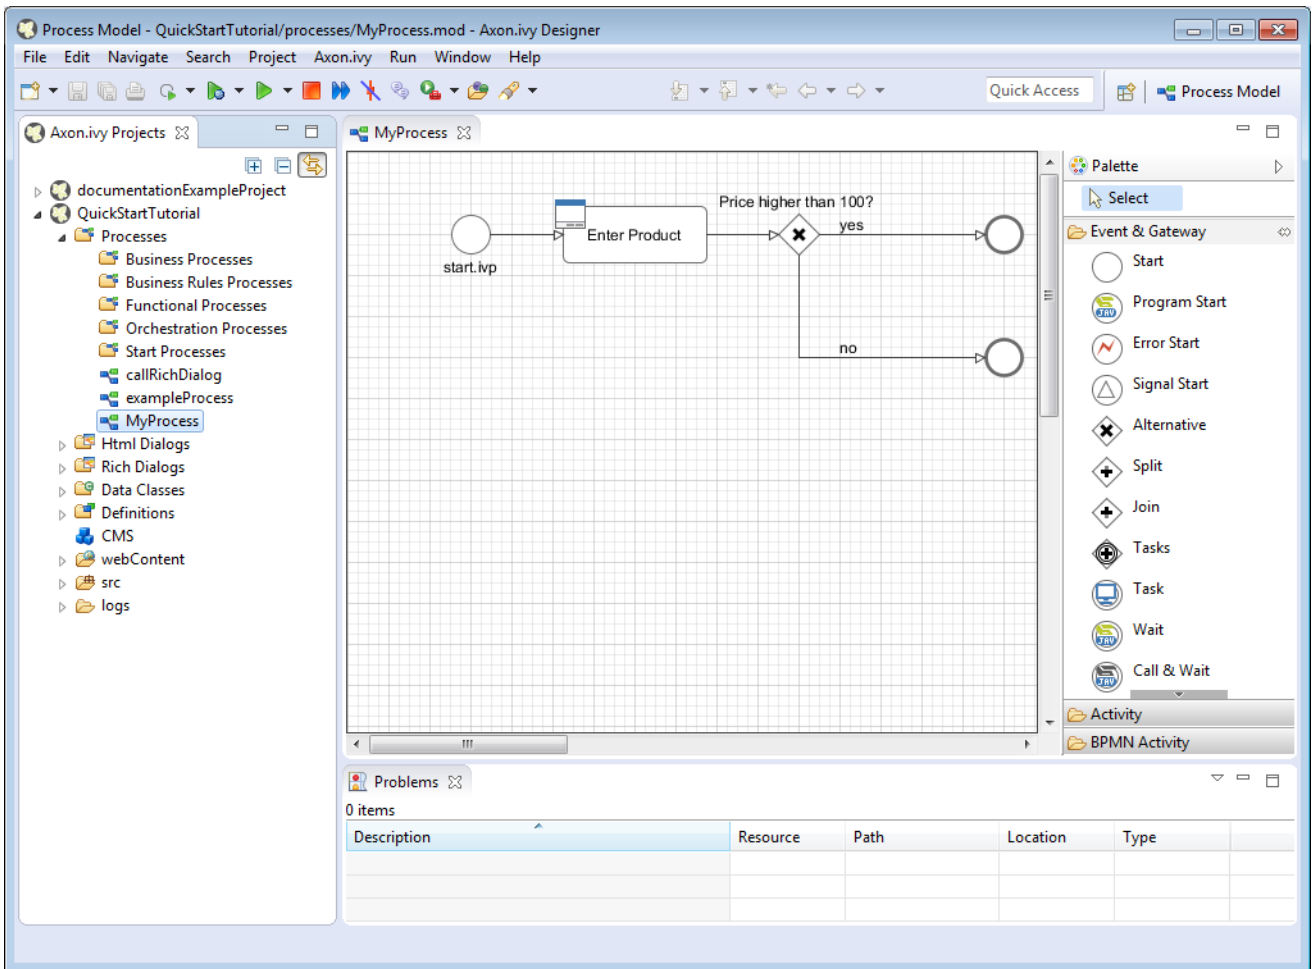 Process Model - QuickStartTutorial/processes/MyProcess.mod - Axon.ivy Designer
File Edit Navigate Search Project Axon.ivy Run Window Help
Quick Access Process Model
Axon.ivy Projects
documentationExampleProject
QuickStartTutorial
Processes
Business Processes
Business Rules Processes
Functional Processes
Orchestration Processes
Start Processes
callRichDialog
exampleProcess
MyProcess
Html Dialogs
Rich Dialogs
Data Classes
Definitions
CMS
webContent
src
logs
MyProcess
Price higher than 100?
yes
Enter Product
start.ivp
no
Palette
Select
Event & Gateway
Start
Program Start
Error Start
Signal Start
Alternative
Split
Join
Tasks
Task
Wait
Call & Wait
Activity
BPMN Activity
Problems
0 items
Description Resource Path Location Type